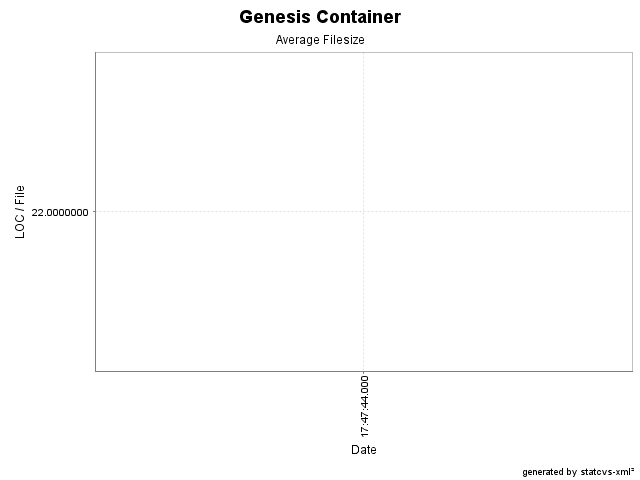 Genesis Container
Average Filesize
LOC / File
22.0000000
17:47:44.000
Date
generated by statcvs-xml²